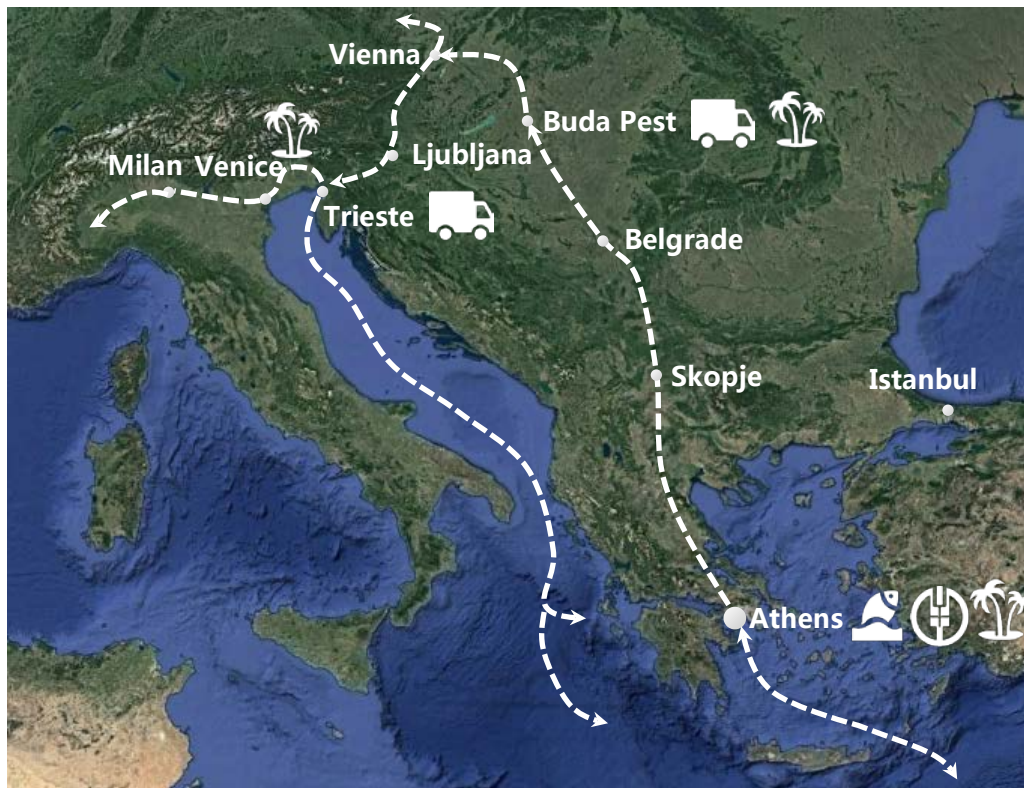 Vienna
Buda Pest
Ljubljana
Milan
Venice
Trieste
Belgrade
Skopje
Istanbul
Athens